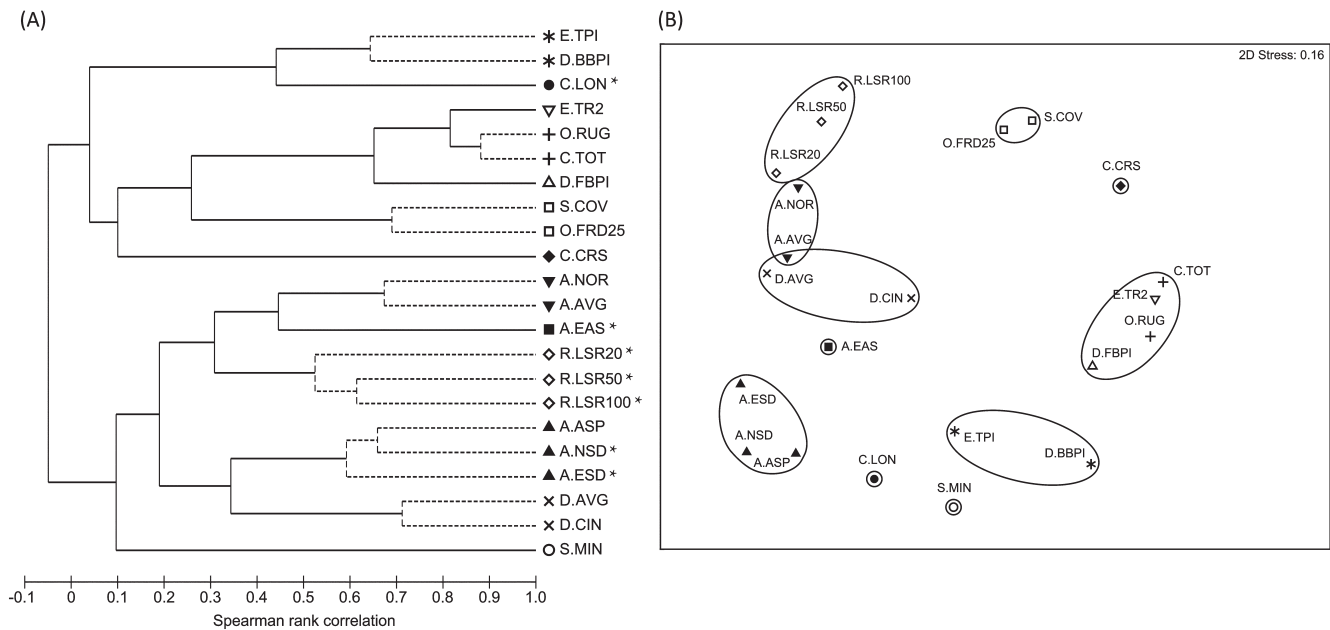 (A)
E.TPI
D.BBPI
C.LON *
E.TR2
O.RUG
C.TOT
D.FBPI
S.COV
O.FRD25
C.CRS
A.NOR
A.AVG
A.EAS *
R.LSR20 *
R.LSR50 *
R.LSR100 *
A.ASP
A.NSD *
A.ESD *
D.AVG
D.CIN
S.MIN
-0.1 0 0.1 0.2 0.3 0.4 0.5 0.6 0.7 0.8 0.9 1.0
Spearman rank correlation
(B)
2D Stress: 0.16
R.LSR100
R.LSR50
S.COV
O.FRD25
R.LSR20
C.CRS
A.NOR
A.AVG
C.TOT
D.AVG
E.TR2
D.CIN
O.RUG
A.EAS
D.FBPI
A.ESD
A.NSD
E.TPI
D.BBPI
A.ASP
C.LON
S.MIN